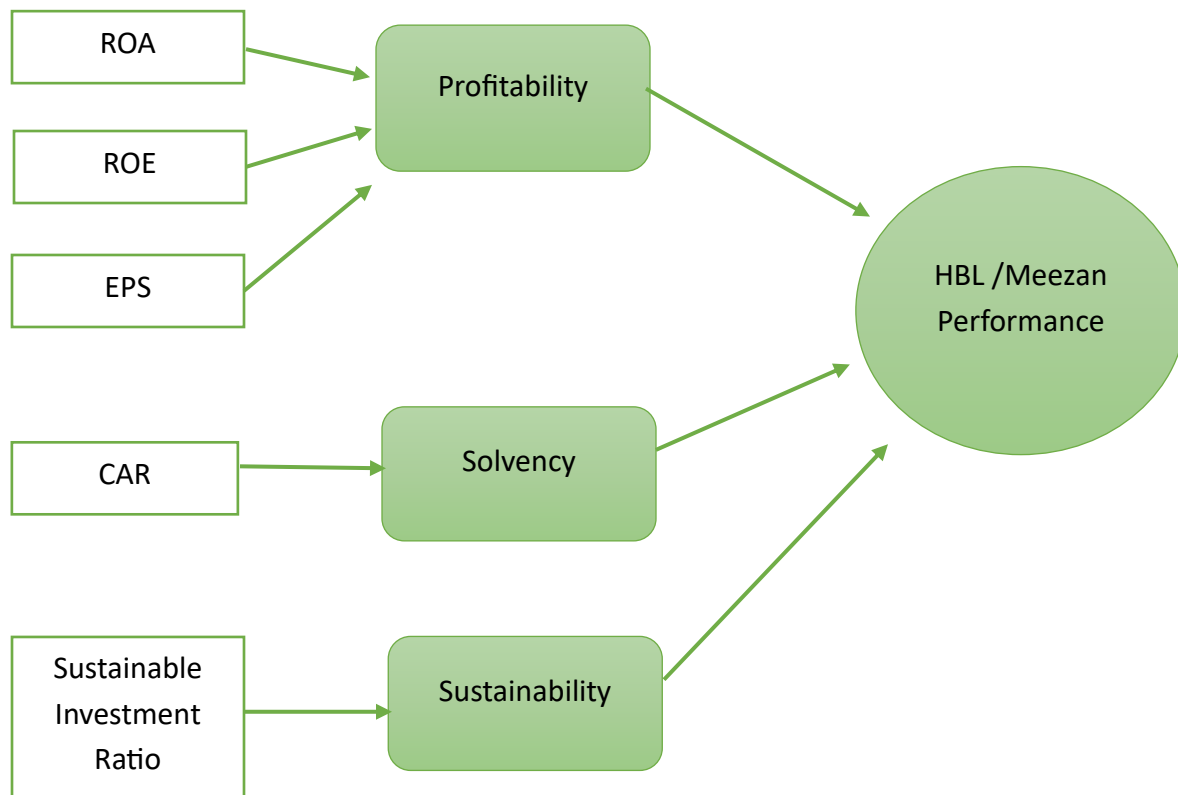 ROA
Profitability
ROE
EPS
HBL /Meezan
Performance
CAR
Solvency
Sustainable
Investment
Ratio
Sustainability